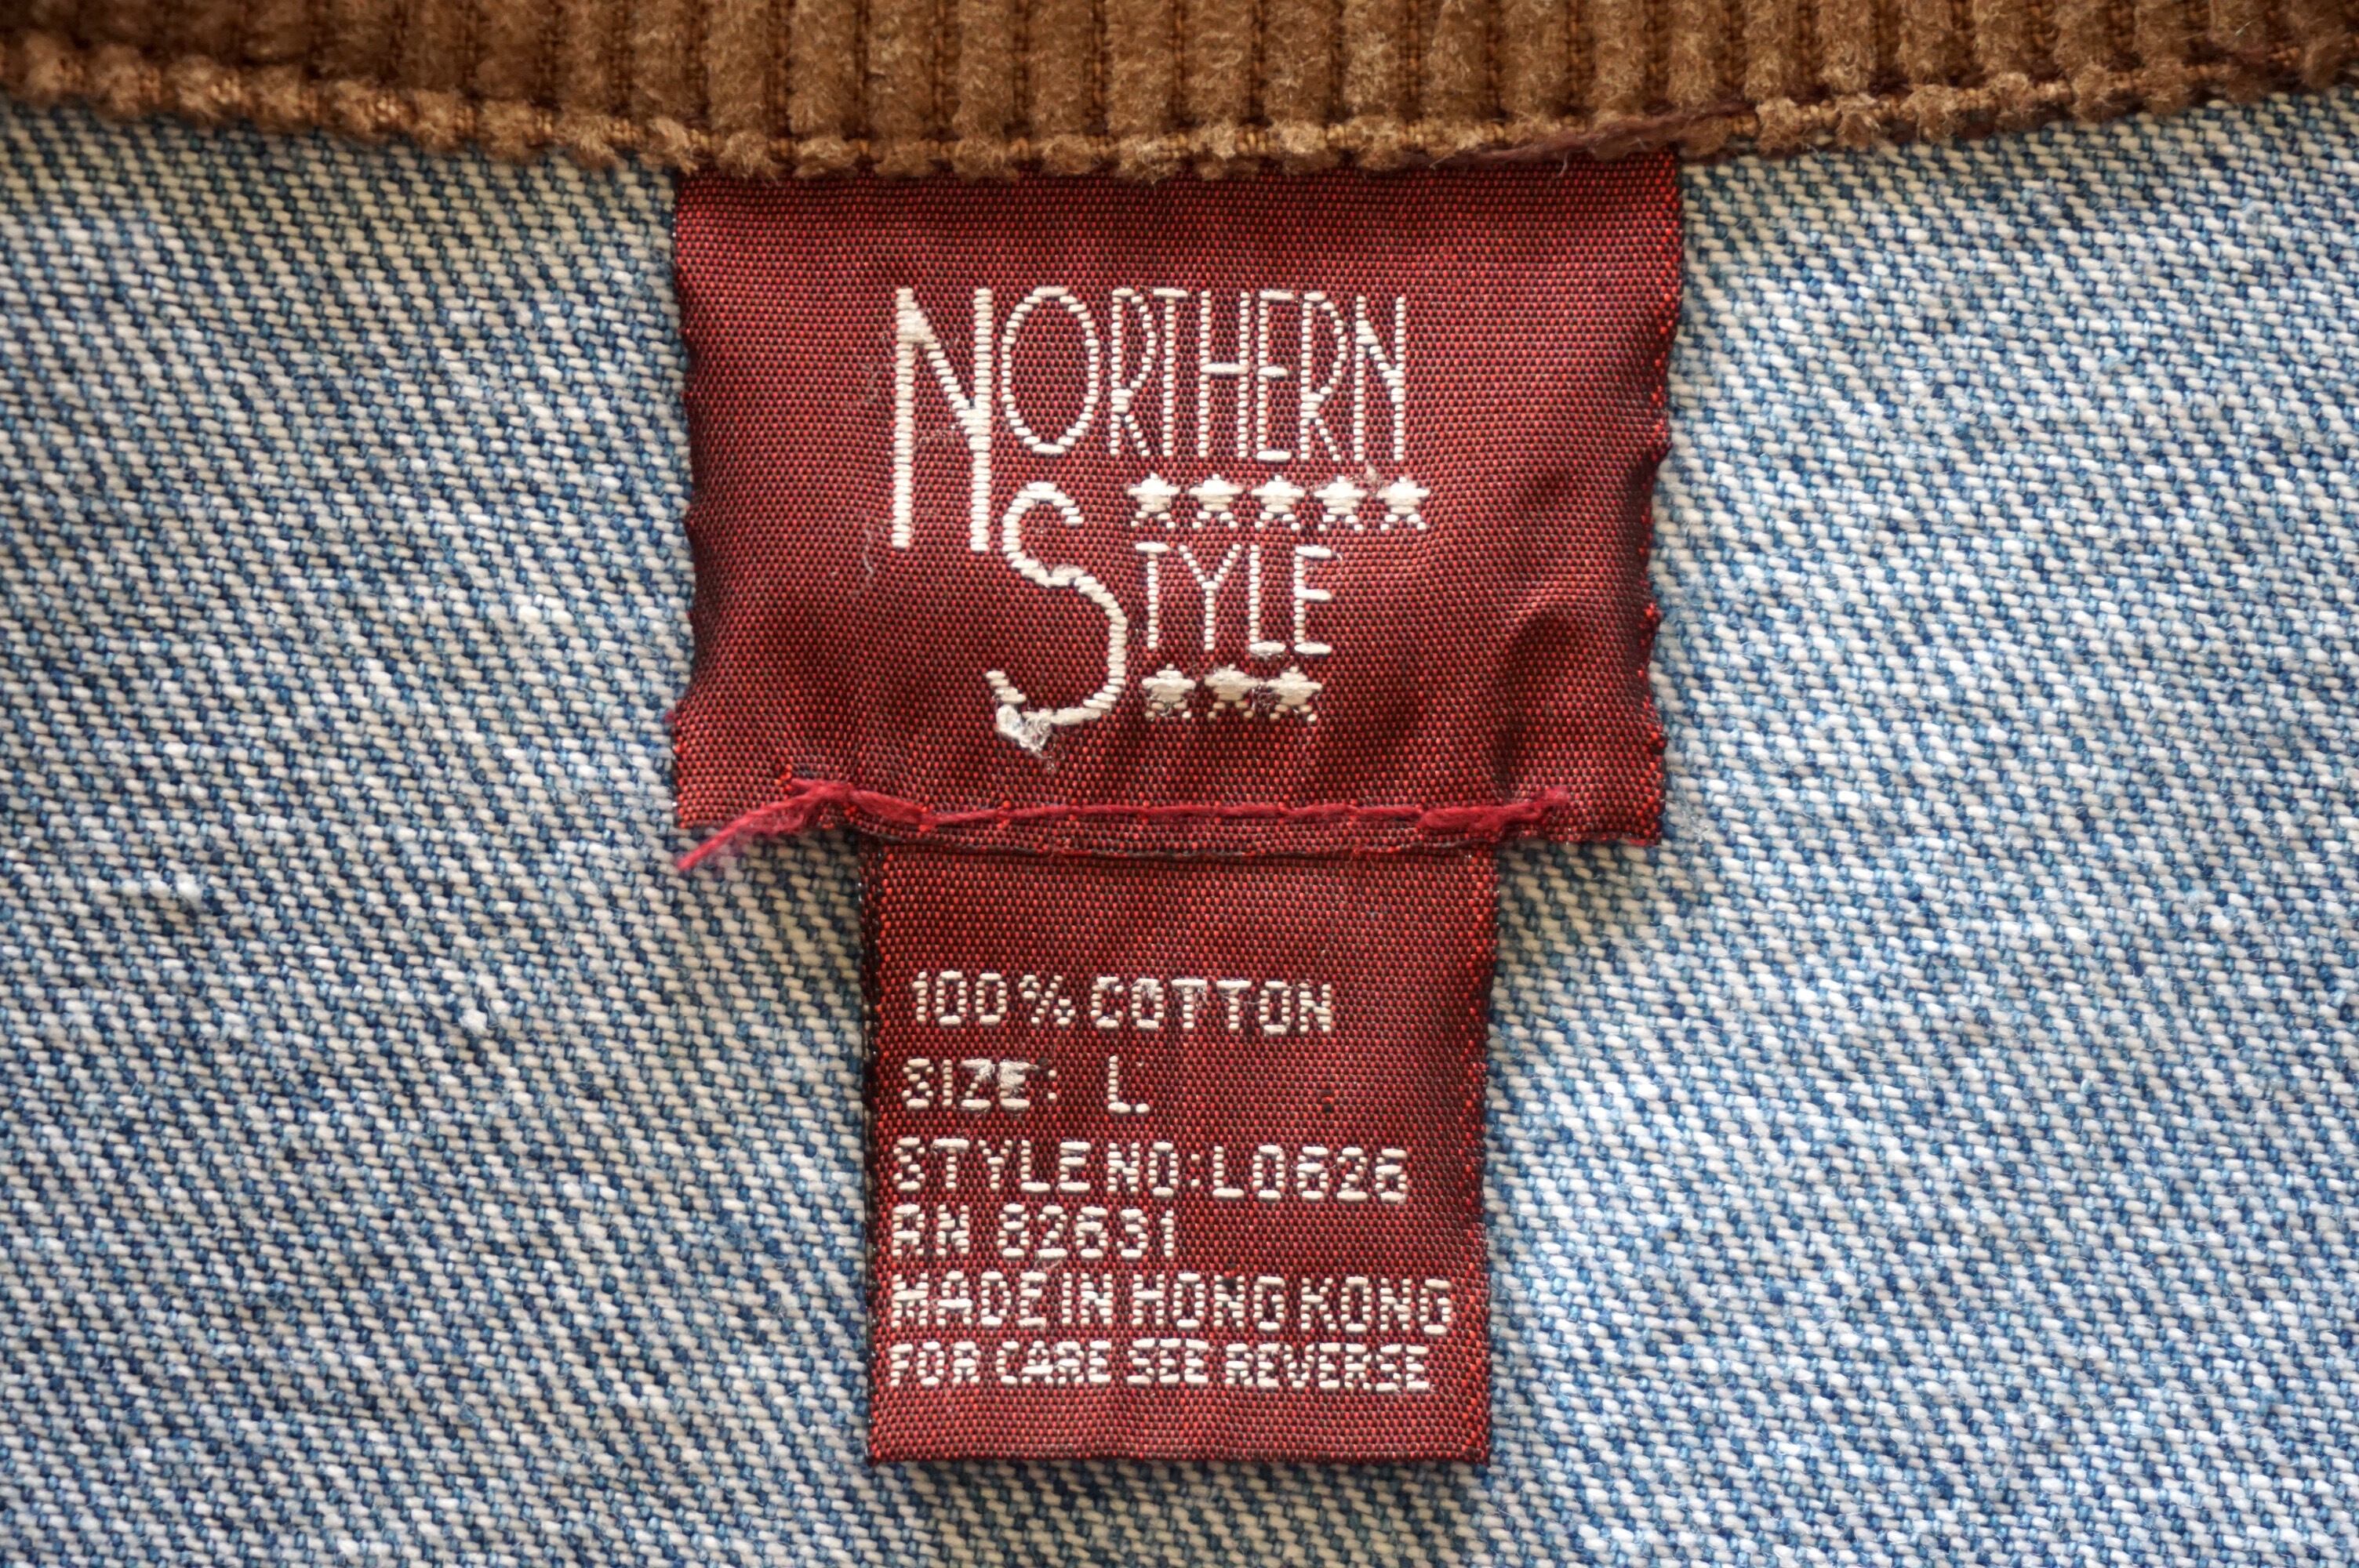 NORTHERN
STYLE
100% COTTON
SIZE: L
STYLE NO: L0626
RN 82631
MADE IN HONG KONG
FOR CARE SEE REVERSE